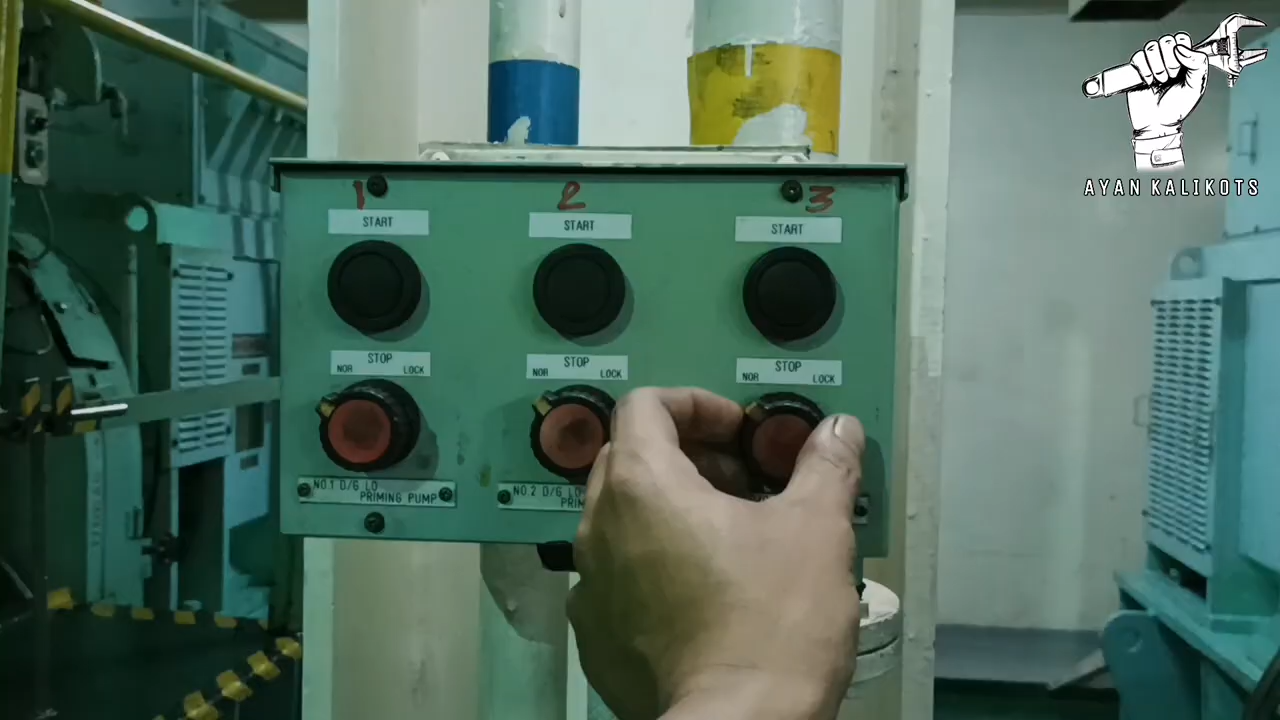 AYAN KALIKOTS
1 2 3
START START START
STOP STOP STOP
NOR LOCK NOR LOCK NOR LOCK
NO.1 D/G LO NO.2 D/G LO
PRIMING PUMP